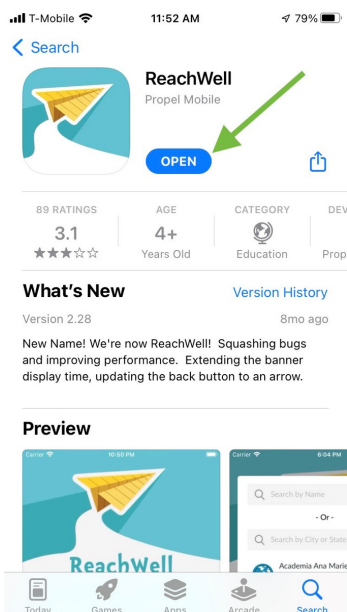 T-Mobile 11:52 AM 79%
Search
ReachWell
Propel Mobile
OPEN
89 RATINGS AGE CATEGORY DEV
3.1 4+
Years Old Education Prop
What's New Version History
Version 2.28 8mo ago
New Name! We're now ReachWell! Squashing bugs
and improving performance. Extending the banner
display time, updating the back button to an arrow.
Preview
Carrier 10:50 PM Carrier 6:04 PM
Search by Name
- Or -
Search by City or State
Academia Ana Marie
ReachWell
Today Games Apps Arcade Search